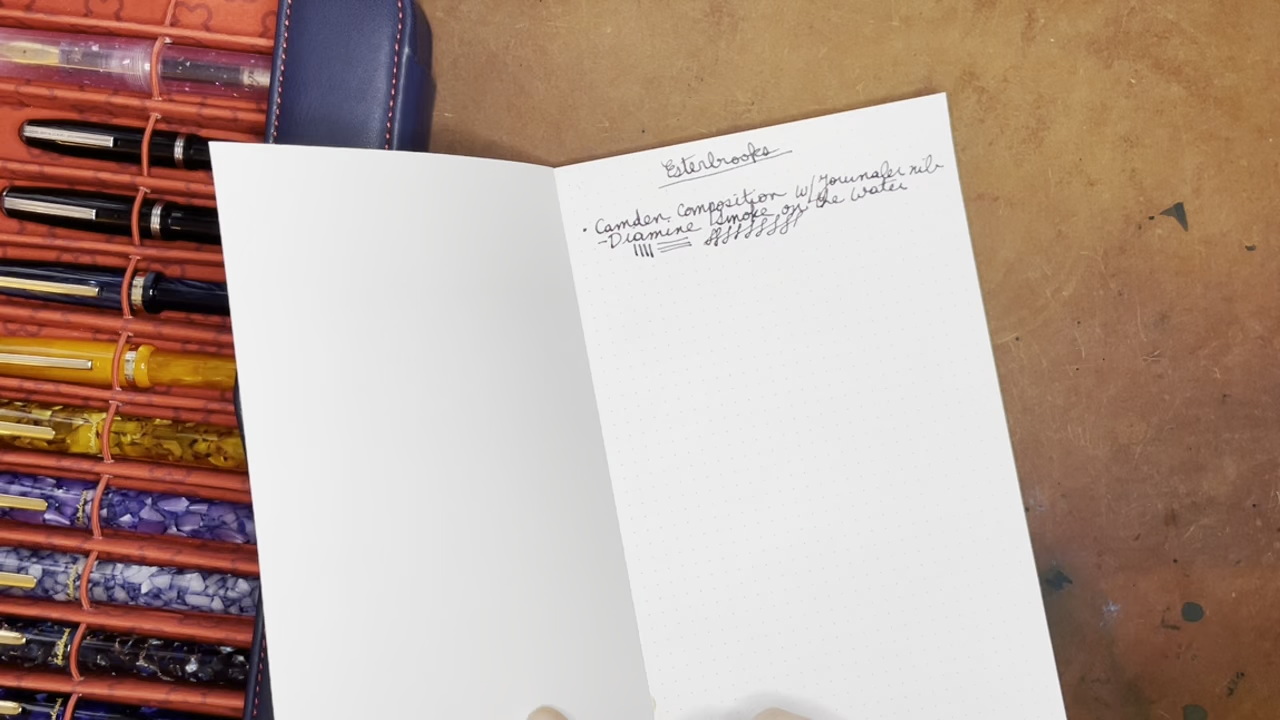 Esterbrooks
· Camden Composition w/ Journaler nib
- Diamine Smoke on the Water